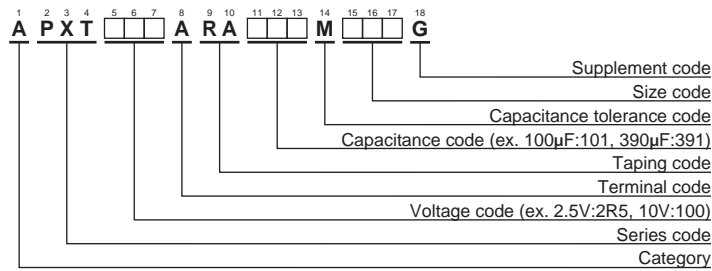 1 2 3 4 5 6 7 8 9 10 11 12 13 14 15 16 17 18
A P X T □□□ A R A □□□ M □□□ G
Supplement code
Size code
Capacitance tolerance code
Capacitance code (ex. 100μF:101, 390μF:391)
Taping code
Terminal code
Voltage code (ex. 2.5V:2R5, 10V:100)
Series code
Category